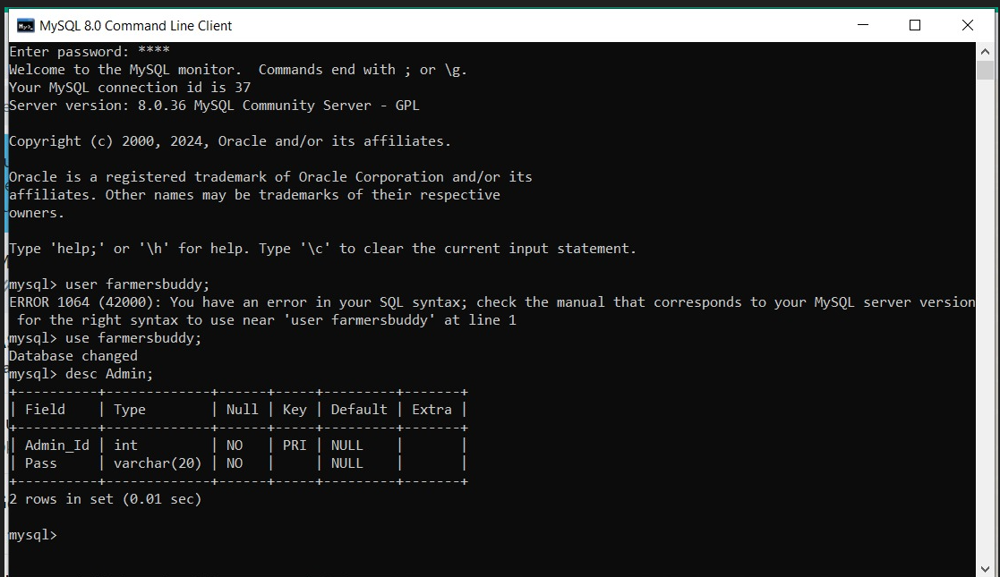 MySQL 8.0 Command Line Client
Enter password: ****
Welcome to the MySQL monitor.  Commands end with ; or \g.
Your MySQL connection id is 37
Server version: 8.0.36 MySQL Community Server - GPL
Copyright (c) 2000, 2024, Oracle and/or its affiliates.
Oracle is a registered trademark of Oracle Corporation and/or its
affiliates. Other names may be trademarks of their respective
owners.
Type 'help;' or '\h' for help. Type '\c' to clear the current input statement.
mysql> user farmersbuddy;
ERROR 1064 (42000): You have an error in your SQL syntax; check the manual that corresponds to your MySQL server version
 for the right syntax to use near 'user farmersbuddy' at line 1
mysql> use farmersbuddy;
Database changed
mysql> desc Admin;
+----------+-------------+------+-----+---------+-------+
| Field    | Type        | Null | Key | Default | Extra |
+----------+-------------+------+-----+---------+-------+
| Admin_Id | int         | NO   | PRI | NULL    |       |
| Pass     | varchar(20) | NO   |     | NULL    |       |
+----------+-------------+------+-----+---------+-------+
2 rows in set (0.01 sec)
mysql>